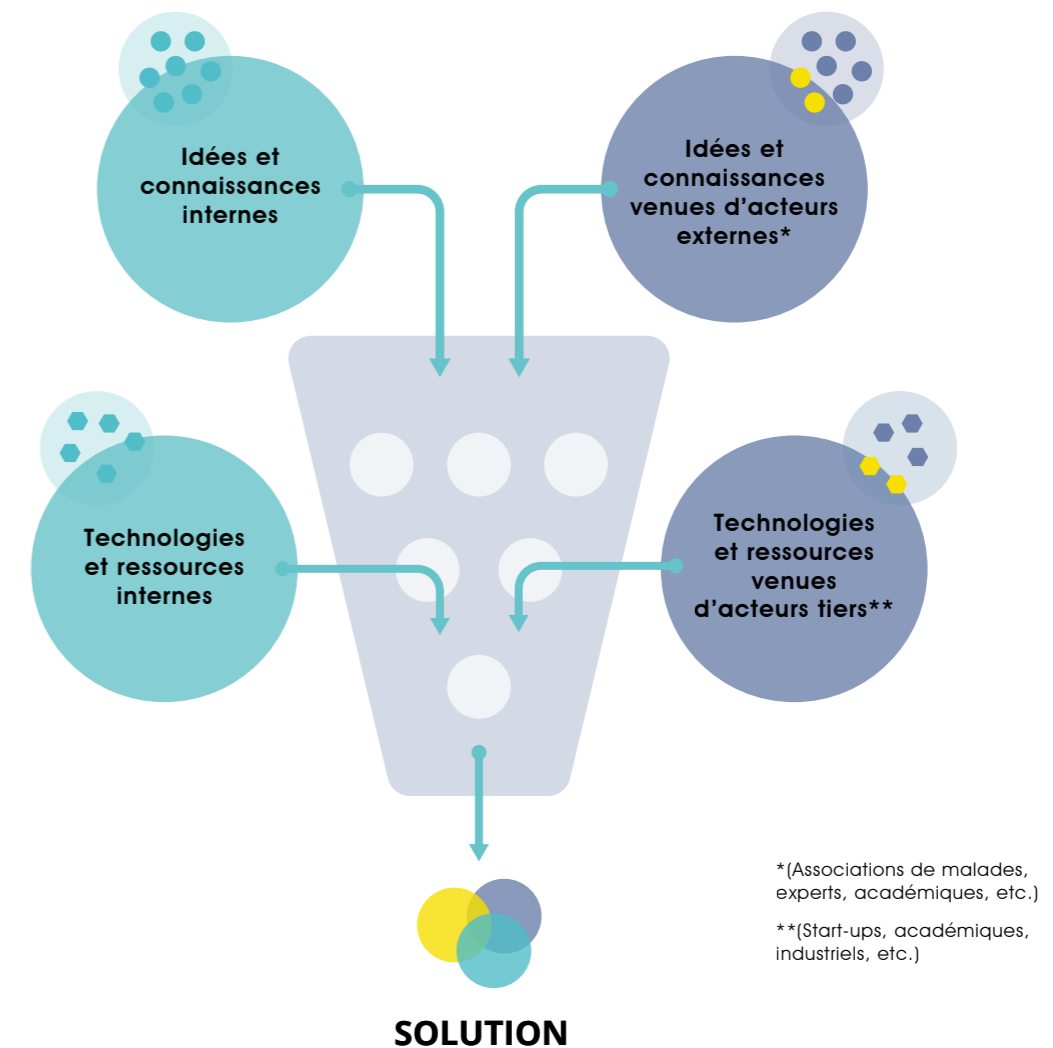 Idées et
connaissances
internes
Idées et
connaissances
venues d’acteurs
externes*
Technologies
et ressources
internes
Technologies
et ressources
venues
d’acteurs tiers**
*(Associations de malades,
experts, académiques, etc.)
**(Start-ups, académiques,
industriels, etc.)
SOLUTION